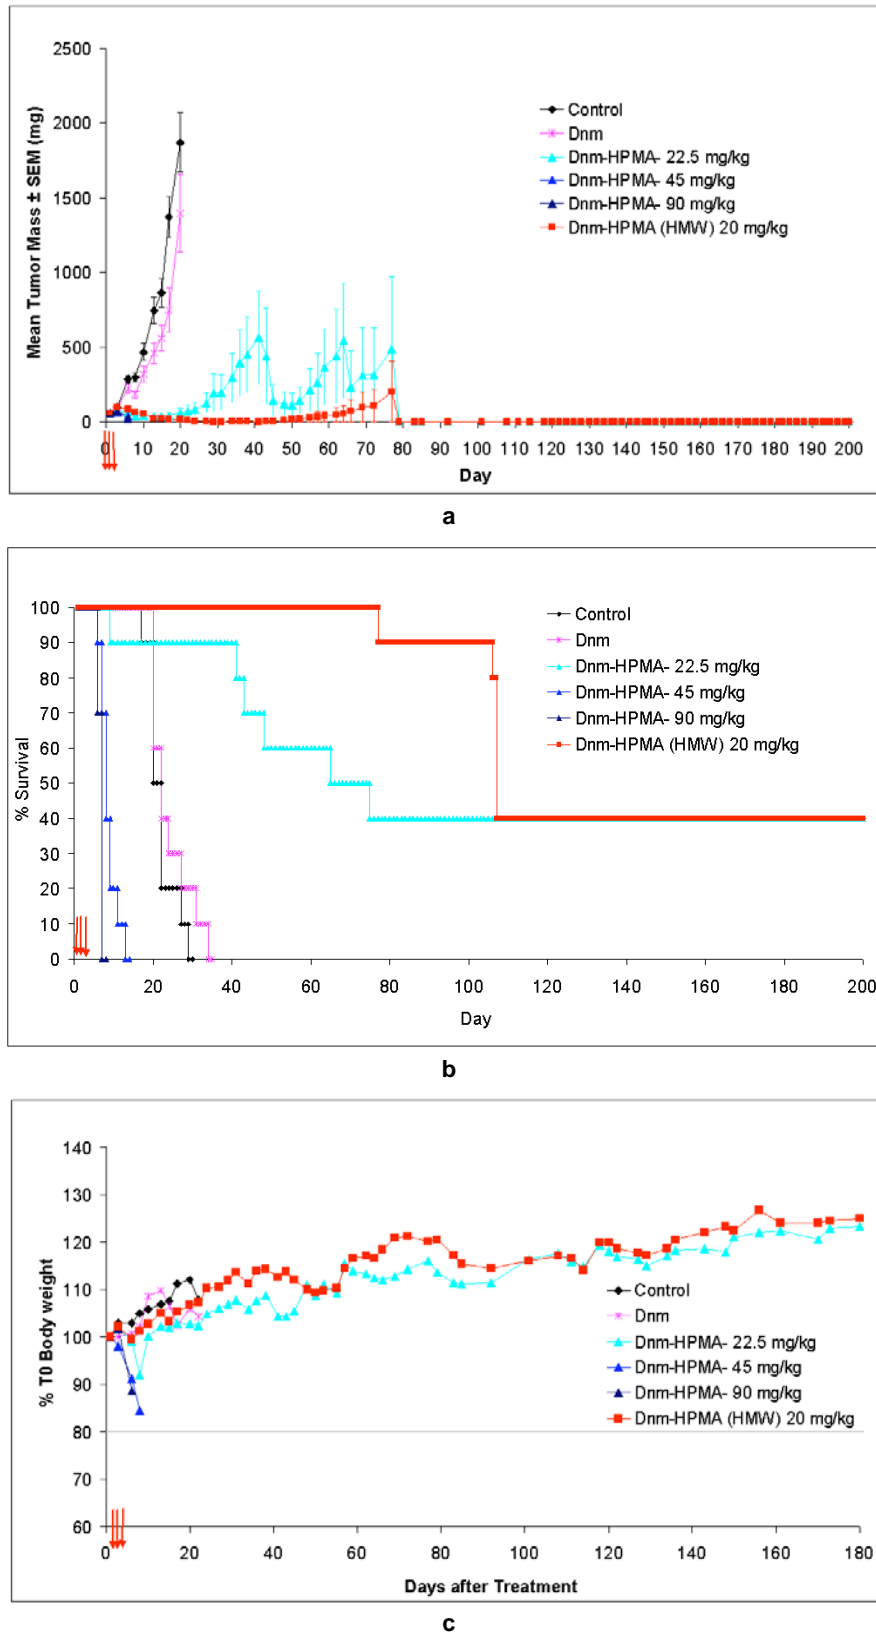 2500
2000
1500
1000
500
0
Mean Tumor Mass ± SEM (mg)
Control
Dnm
Dnm-HPMA- 22.5 mg/kg
Dnm-HPMA- 45 mg/kg
Dnm-HPMA- 90 mg/kg
Dnm-HPMA (HMW) 20 mg/kg
0 10 20 30 40 50 60 70 80 90 100 110 120 130 140 150 160 170 180 190 200
Day
a
100
90
80
70
60
50
40
30
20
10
0
% Survival
Control
Dnm
Dnm-HPMA- 22.5 mg/kg
Dnm-HPMA- 45 mg/kg
Dnm-HPMA- 90 mg/kg
Dnm-HPMA (HMW) 20 mg/kg
0 20 40 60 80 100 120 140 160 180 200
Day
b
140
130
120
110
100
90
80
70
60
% T0 Body weight
Control
Dnm
Dnm-HPMA- 22.5 mg/kg
Dnm-HPMA- 45 mg/kg
Dnm-HPMA- 90 mg/kg
Dnm-HPMA (HMW) 20 mg/kg
0 20 40 60 80 100 120 140 160 180
Days after Treatment
c